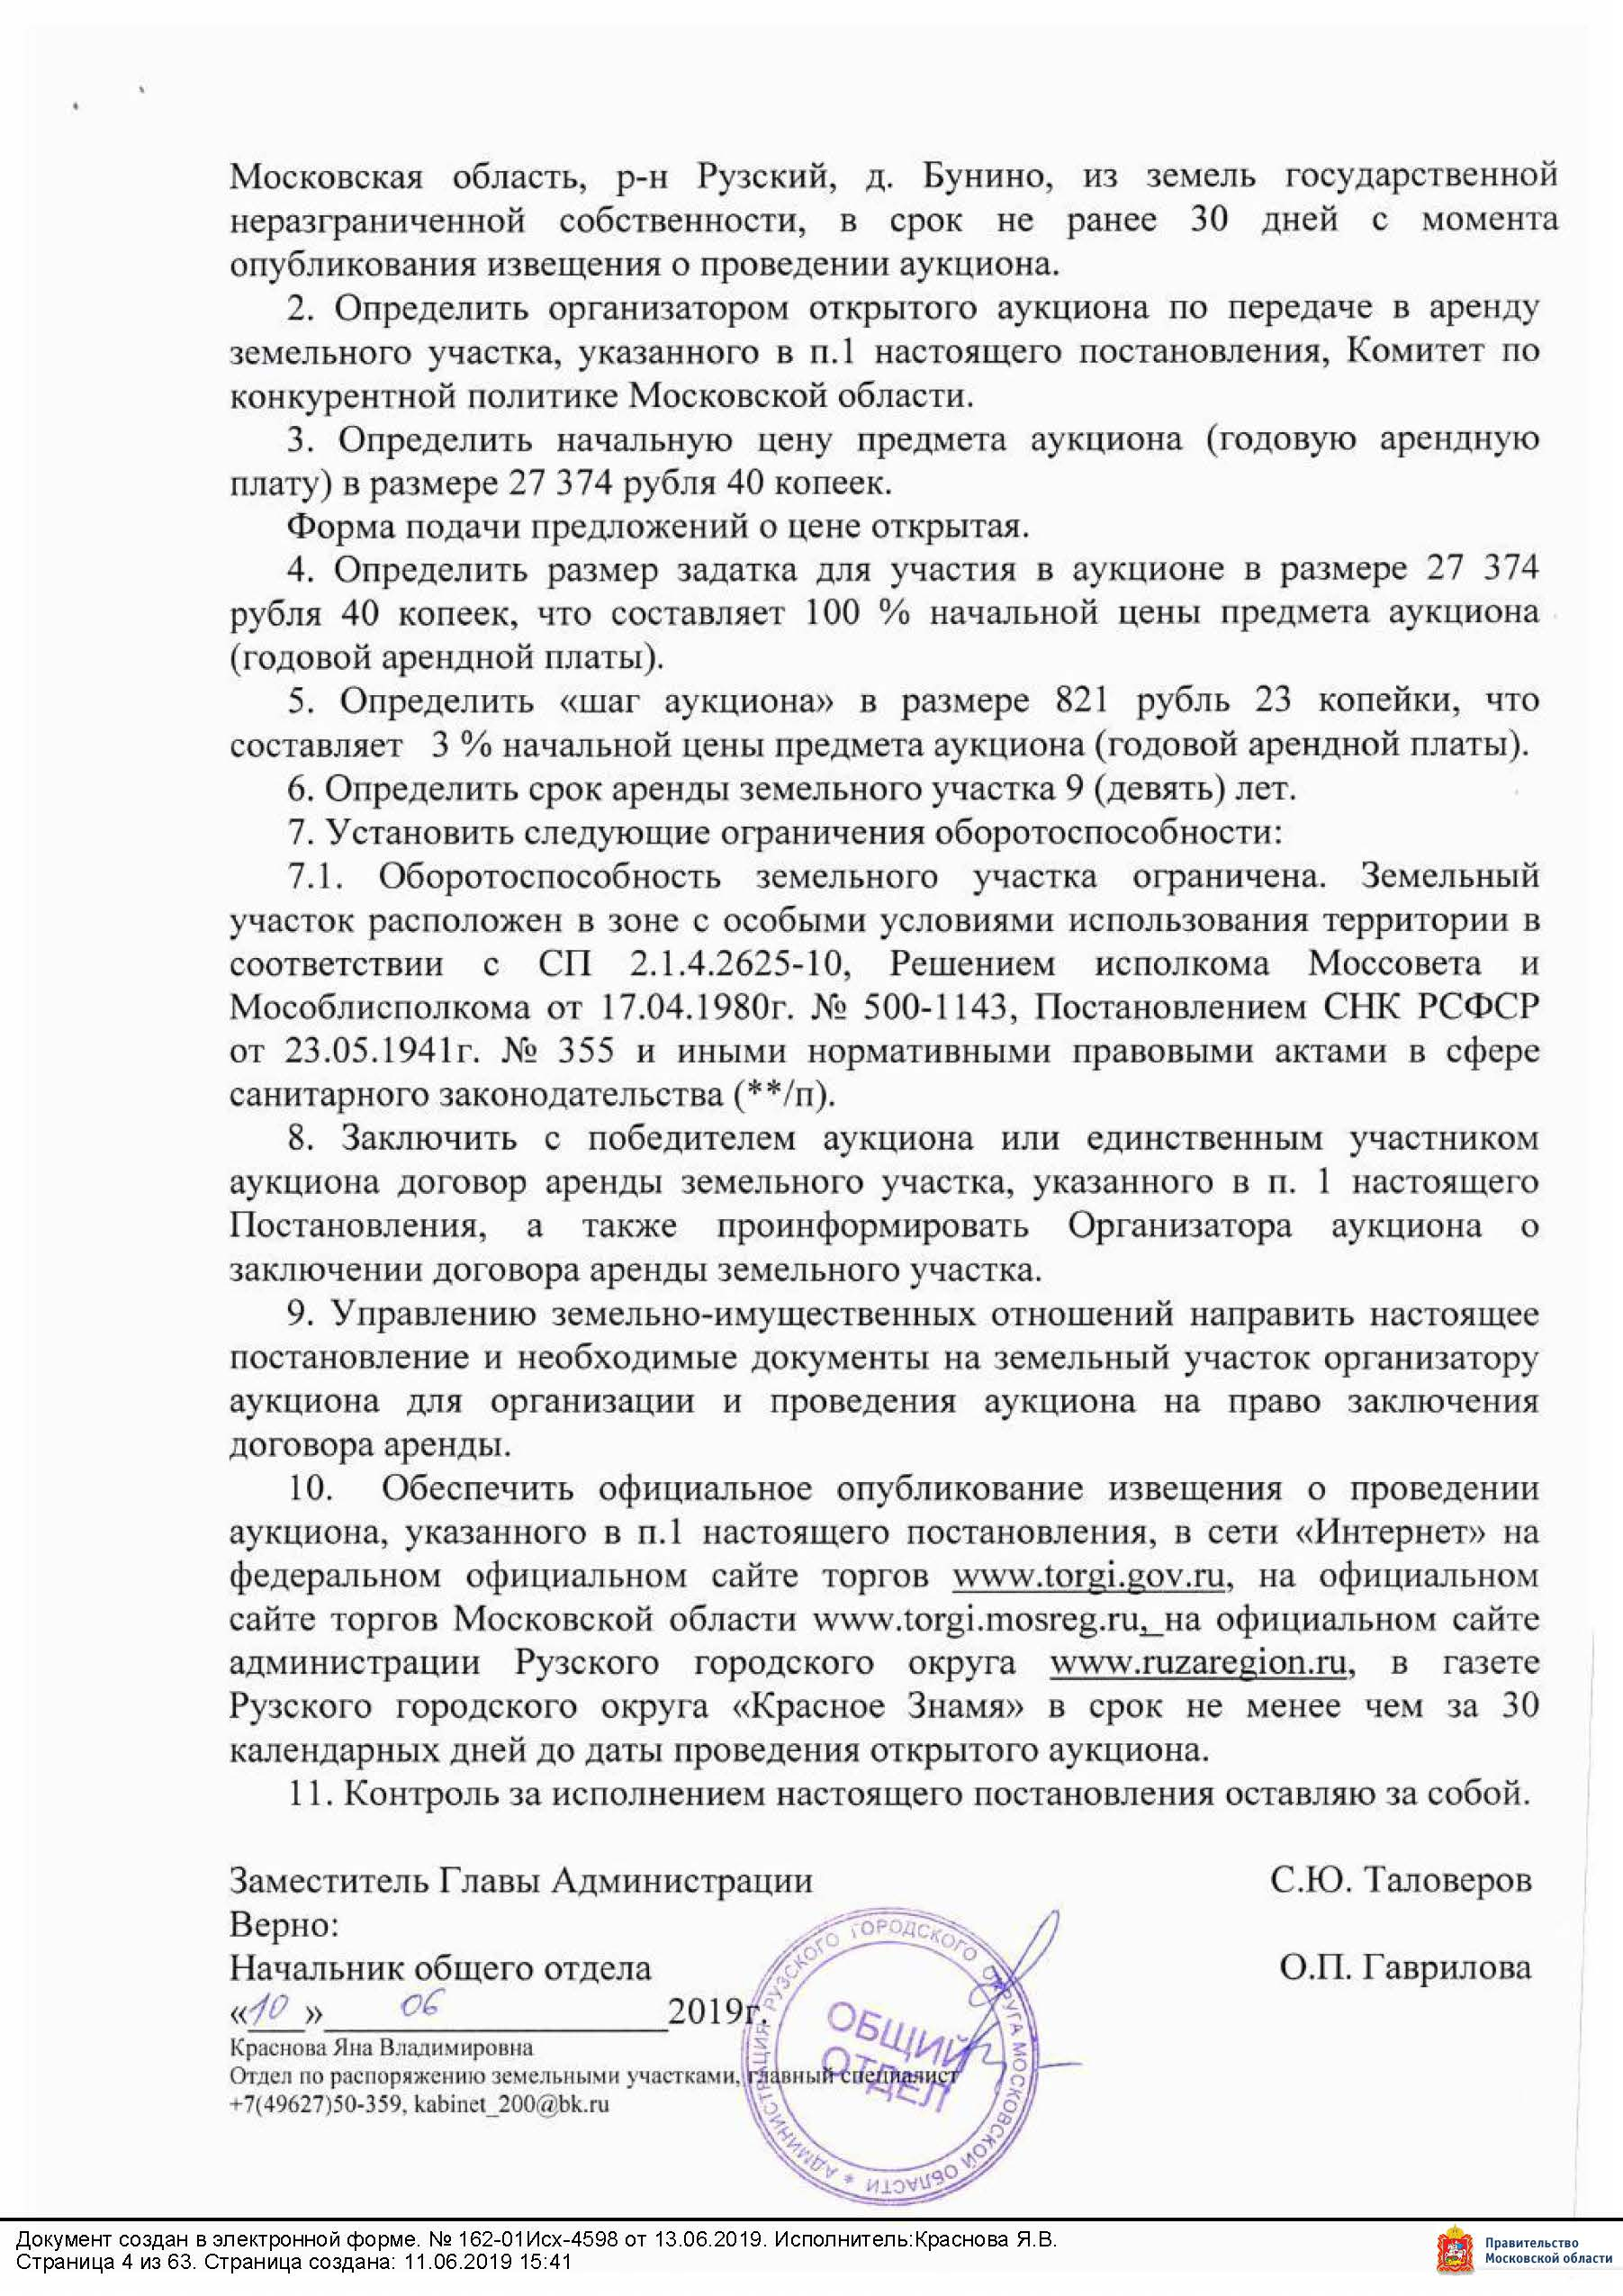 Московская область, р-н Рузский, д. Бунино, из земель государственной
неразграниченной собственности, в срок не ранее 30 дней с момента
опубликования извещения о проведении аукциона.
2. Определить организатором открытого аукциона по передаче в аренду
земельного участка, указанного в п.1 настоящего постановления, Комитет по
конкурентной политике Московской области.
3. Определить начальную цену предмета аукциона (годовую арендную
плату) в размере 27 374 рубля 40 копеек.
Форма подачи предложений о цене открытая.
4. Определить размер задатка для участия в аукционе в размере 27 374
рубля 40 копеек, что составляет 100 % начальной цены предмета аукциона
(годовой арендной платы).
5. Определить «шаг аукциона» в размере 821 рубль 23 копейки, что
составляет 3 % начальной цены предмета аукциона (годовой арендной платы).
6. Определить срок аренды земельного участка 9 (девять) лет.
7. Установить следующие ограничения оборотоспособности:
7.1. Оборотоспособность земельного участка ограничена. Земельный
участок расположен в зоне с особыми условиями использования территории в
соответствии с СП 2.1.4.2625-10, Решением исполкома Моссовета и
Мособлисполкома от 17.04.1980г. № 500-1143, Постановлением СНК РСФСР
от 23.05.1941г. № 355 и иными нормативными правовыми актами в сфере
санитарного законодательства (**/п).
8. Заключить с победителем аукциона или единственным участником
аукциона договор аренды земельного участка, указанного в п. 1 настоящего
Постановления, а также проинформировать Организатора аукциона о
заключении договора аренды земельного участка.
9. Управлению земельно-имущественных отношений направить настоящее
постановление и необходимые документы на земельный участок организатору
аукциона для организации и проведения аукциона на право заключения
договора аренды.
10. Обеспечить официальное опубликование извещения о проведении
аукциона, указанного в п.1 настоящего постановления, в сети «Интернет» на
федеральном официальном сайте торгов www.torgi.gov.ru, на официальном
сайте торгов Московской области www.torgi.mosreg.ru, на официальном сайте
администрации Рузского городского округа www.ruzaregion.ru, в газете
Рузского городского округа «Красное Знамя» в срок не менее чем за 30
календарных дней до даты проведения открытого аукциона.
11. Контроль за исполнением настоящего постановления оставляю за собой.
Заместитель Главы Администрации С.Ю. Таловеров
Верно:
Начальник общего отдела О.П. Гаврилова
«10» 06 2019г.
Краснова Яна Владимировна
Отдел по распоряжению земельными участками, главный специалист
+7(49627)50-359, kabinet_200@bk.ru
АДМИНИСТРАЦИЯ РУЗСКОГО ГОРОДСКОГО ОКРУГА МОСКОВСКОЙ ОБЛАСТИ *
ОБЩИЙ
ОТДЕЛ
Документ создан в электронной форме. № 162-01Исх-4598 от 13.06.2019. Исполнитель:Краснова Я.В.
Страница 4 из 63. Страница создана: 11.06.2019 15:41
Правительство
Московской области